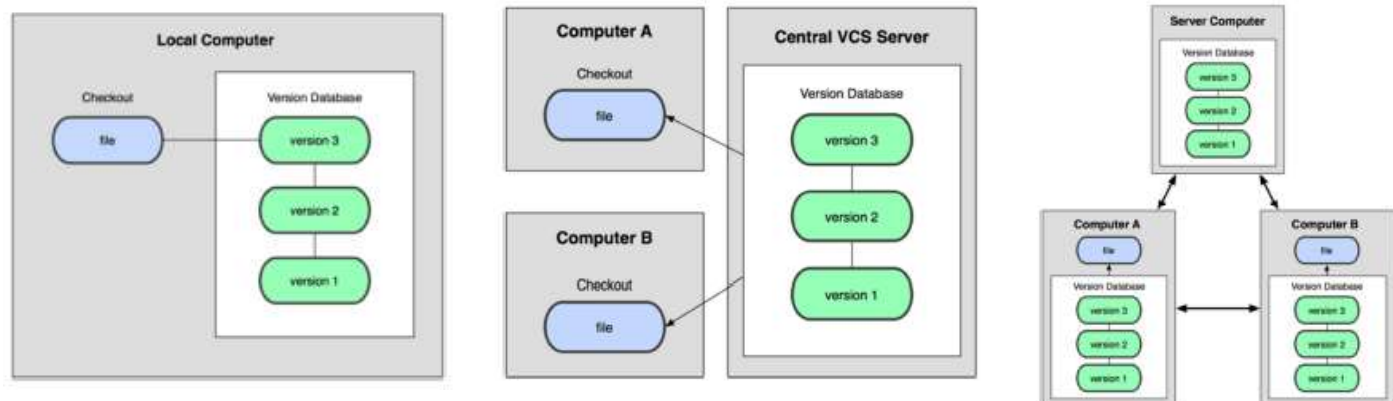 Local Computer
Checkout
Version Database
file
version 3
version 2
version 1
Computer A
Checkout
file
Computer B
Checkout
file
Central VCS Server
Version Database
version 3
version 2
version 1
Server Computer
Version Database
version 3
version 2
version 1
Computer A
file
Version Database
version 3
version 2
version 1
Computer B
file
Version Database
version 3
version 2
version 1